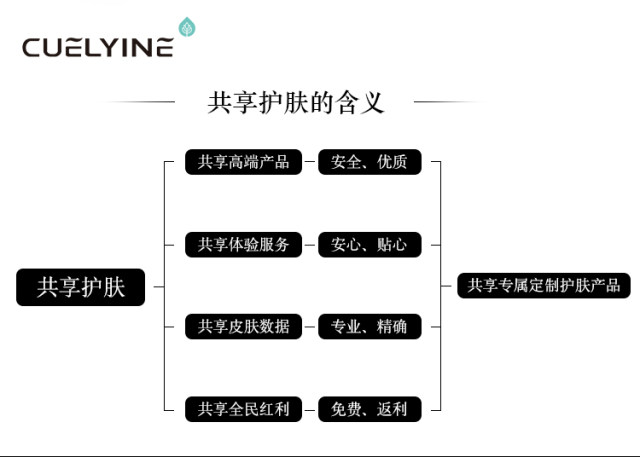 CUELYINE
共享护肤的含义
共享高端产品 安全、优质
共享体验服务 安心、贴心
共享护肤 共享专属定制护肤产品
共享皮肤数据 专业、精确
共享全民红利 免费、返利